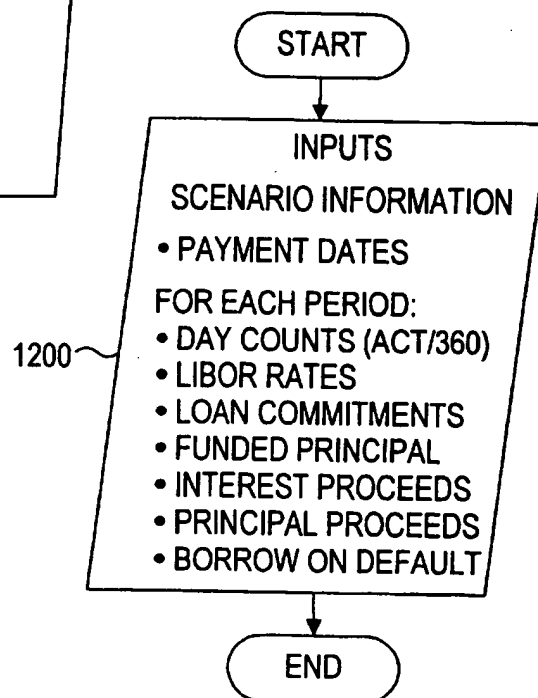 START
INPUTS
SCENARIO INFORMATION
• PAYMENT DATES
FOR EACH PERIOD:
• DAY COUNTS (ACT/360)
1200
• LIBOR RATES
• LOAN COMMITMENTS
• FUNDED PRINCIPAL
• INTEREST PROCEEDS
• PRINCIPAL PROCEEDS
• BORROW ON DEFAULT
END